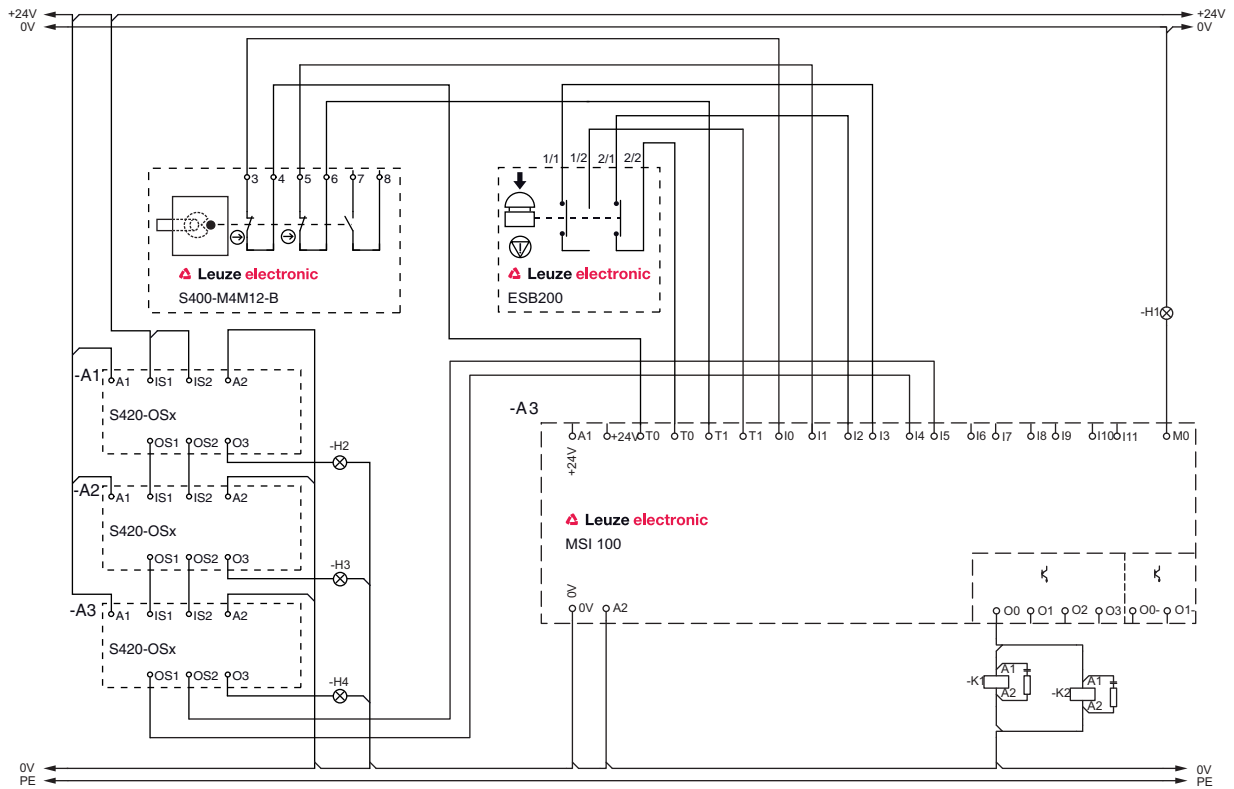 +24V
+24V
0V
0V
1/1 1/2 2/1 2/2
3 4 5 6 7 8
Leuze electronic
S400-M4M12-B
Leuze electronic
ESB200
-H1
-A1
A1 IS1 IS2 A2
S420-OSx
OS1 OS2 O3
-H2
-A2
A1 IS1 IS2 A2
S420-OSx
OS1 OS2 O3
-H3
-A3
A1 IS1 IS2 A2
S420-OSx
OS1 OS2 O3
-H4
-A3
A1 +24V T0 T0 T1 T1 I0 I1 I2 I3 I4 I5 I6 I7 I8 I9 I10 I11 M0
+24V
Leuze electronic
MSI 100
0V
0V A2
O0 O1 O2 O3 O0- O1-
-K1
A1
A2
-K2
A1
A2
0V
0V
PE
PE